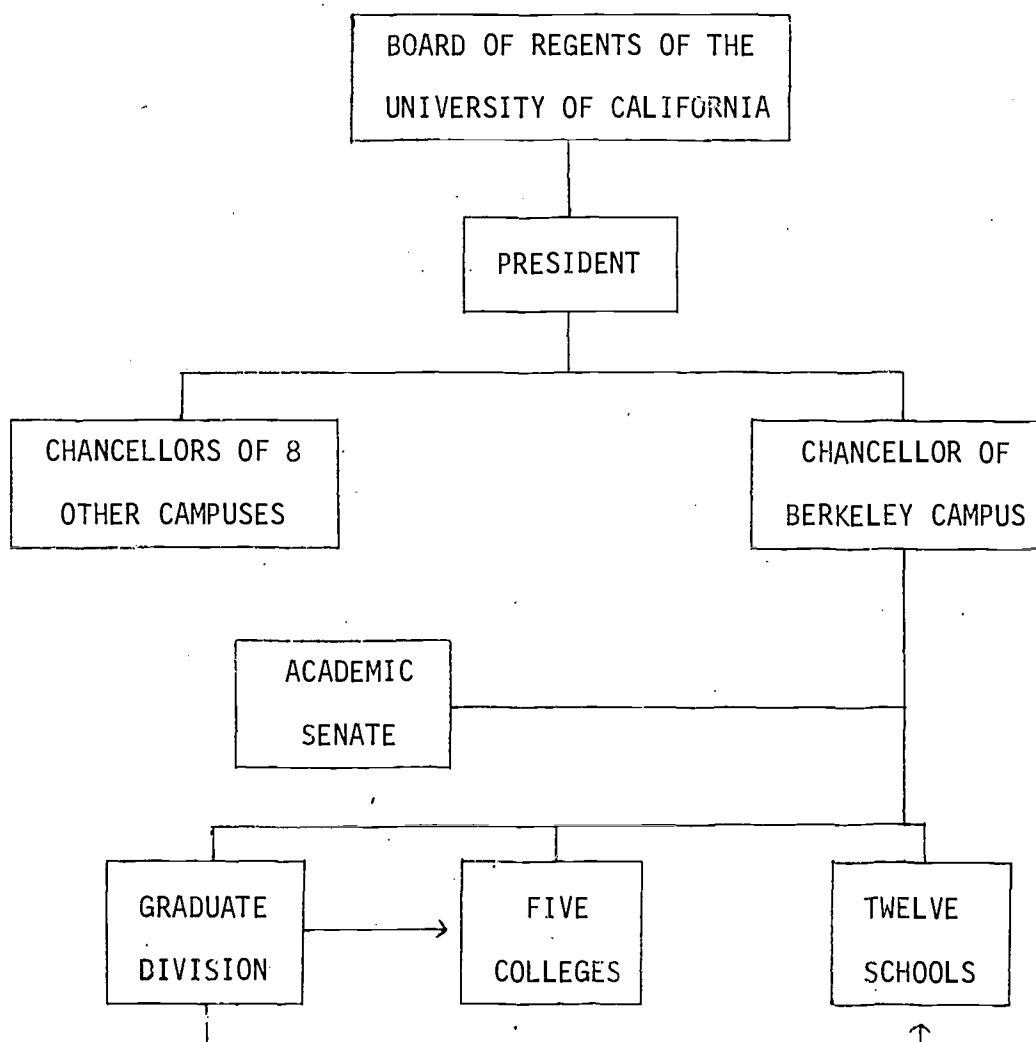 BOARD OF REGENTS OF THE
UNIVERSITY OF CALIFORNIA
PRESIDENT
CHANCELLORS OF 8
OTHER CAMPUSES
CHANCELLOR OF
BERKELEY CAMPUS
ACADEMIC
SENATE
GRADUATE
DIVISION
FIVE
COLLEGES
TWELVE
SCHOOLS